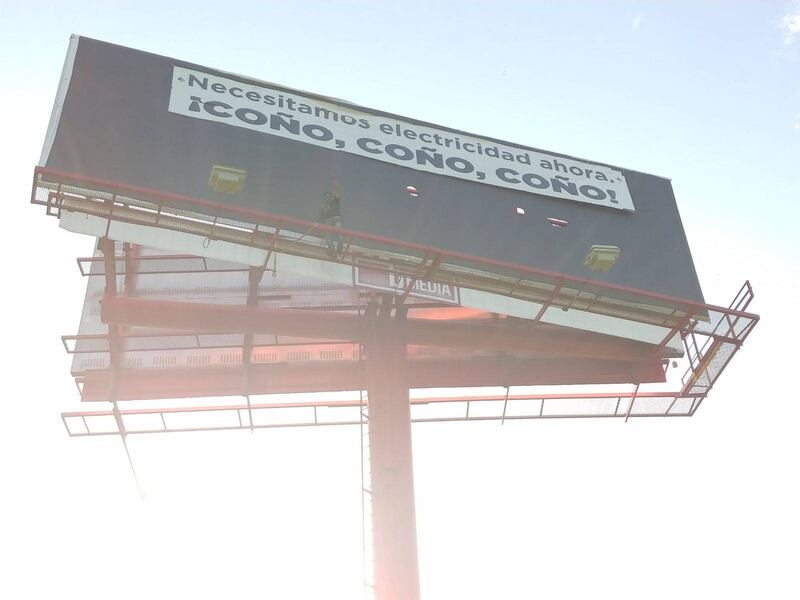 Necesitamos electricidad ahora.
¡COÑO, COÑO, COÑO!
MEDIA